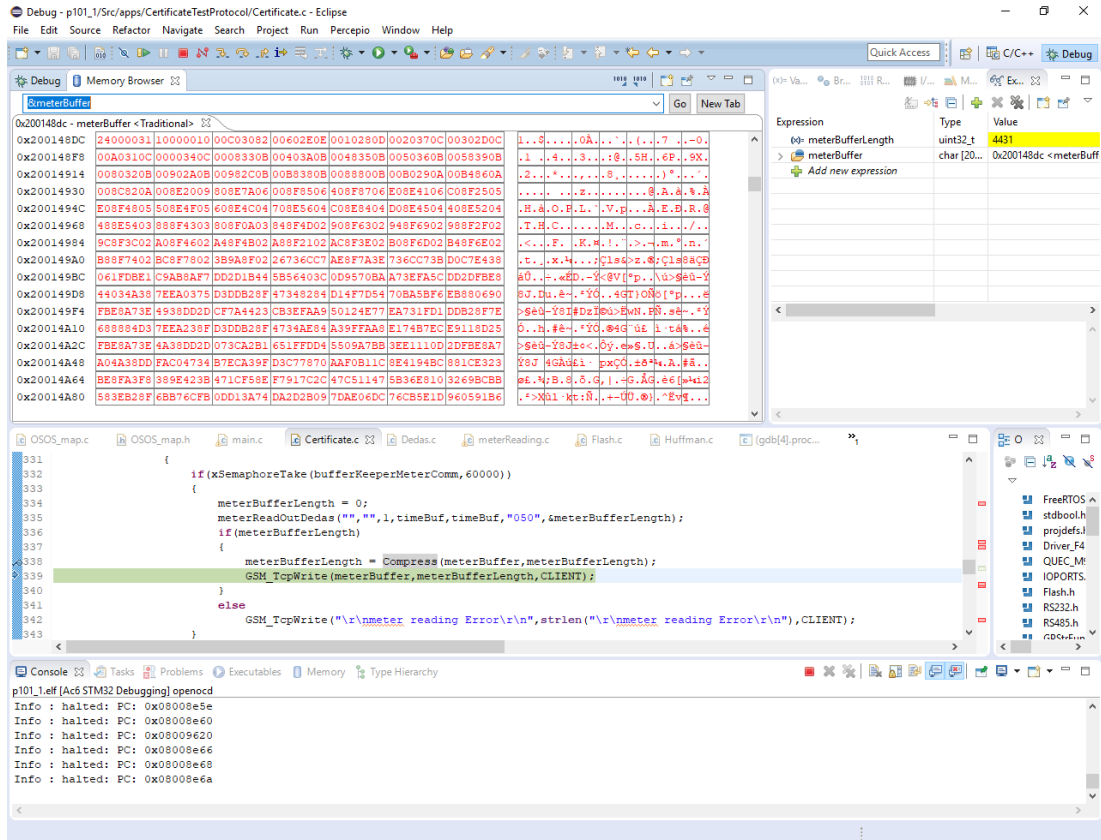 Debug - p101_1/Src/apps/CertificateTestProtocol/Certificate.c - Eclipse
File Edit Source Refactor Navigate Search Project Run Percepio Window Help
Quick Access
C/C++
Debug
Debug
Memory Browser
&meterBuffer
Go
New Tab
0x200148dc - meterBuffer <Traditional>
0x200148DC 24000031 10000010 00C03082 00602E0E 0010280D 0020370C 00302D0C
0x200148F8 00A0310C 0000340C 0008330B 00403A0B 0048350B 0050360B 0058390B
0x20014914 0080320B 00902A0B 00982C0B 00B8380B 0088800B 00B0290A 00B4860A
0x20014930 008C820A 008E2009 808E7A06 008F8506 408F8706 E08E4106 C08F2505
0x2001494C E08F4805 508E4F05 608E4C04 708E5604 C08E8404 D08E4504 408E5204
0x20014968 488E5403 888F4303 808F0A03 848F4D02 908F6302 948F6902 988F2F02
0x20014984 9C8F3C02 A08F4602 A48F4B02 A88F2102 AC8F3E02 B08F6D02 B48F6E02
0x200149A0 B88F7402 BC8F7802 3B9A8F02 26736CC7 AE8F7A3E 736CC73B D0C7E438
0x200149BC 061FDBE1 C9AB8AF7 DD2D1B44 5B56403C 0D9570BA A73EFA5C DD2DFBE8
0x200149D8 44034A38 7EEA0375 D3DDB28F 47348284 D14F7D54 70BA5BF6 EB880690
0x200149F4 FBE8A73E 4938DD2D CF7A4423 CB3EFAA9 50124E77 EA731FD1 DDB28F7E
0x20014A10 688884D3 7EEA238F D3DDB28F 4734AE84 A39FFAA8 E174B7EC E9118D25
0x20014A2C FBE8A73E 4A38DD2D 073CA2B1 651FFDD4 5509A7BB 3EE1110D 2DFBE8A7
0x20014A48 A04A38DD FAC04734 B7ECA39F D3C77870 AAF0B11C 8E4194BC 881CE323
0x20014A64 BE8FA3F8 389E423B 471CF58E F7917C2C 47C51147 5B36E810 3269BCBB
0x20014A80 583EB28F 6BB76CFB 0DD13A74 DA2D2B09 7DAE06DC 76CB5E1D 960591B6
(x)= Va...
Br...
R...
I/...
M...
Ex...
Expression Type Value
meterBufferLength uint32_t 4431
meterBuffer char [20... 0x200148dc <meterBuff
Add new expression
OSOS_map.c
OSOS_map.h
main.c
Certificate.c
Dedas.c
meterReading.c
Flash.c
Huffman.c
(gdb[4].proc...
331 {
332 if(xSemaphoreTake(bufferKeeperMeterComm,60000))
333 {
334 meterBufferLength = 0;
335 meterReadOutDedas("","",1,timeBuf,timeBuf,"050",&meterBufferLength);
336 if(meterBufferLength)
337 {
338 meterBufferLength = Compress(meterBuffer,meterBufferLength);
339 GSM_TcpWrite(meterBuffer,meterBufferLength,CLIENT);
340 }
341 else
342 GSM_TcpWrite("\r\nmeter reading Error\r\n",strlen("\r\nmeter reading Error\r\n"),CLIENT);
343 }
O
FreeRTOS
stdbool.h
projdefs.h
Driver_F4
IOPORTS.
Flash.h
RS232.h
RS485.h
Console
Tasks
Problems
Executables
Memory
Type Hierarchy
p101_1.elf [Ac6 STM32 Debugging] openocd
Info : halted: PC: 0x08008e5e
Info : halted: PC: 0x08008e60
Info : halted: PC: 0x08009620
Info : halted: PC: 0x08008e66
Info : halted: PC: 0x08008e68
Info : halted: PC: 0x08008e6a